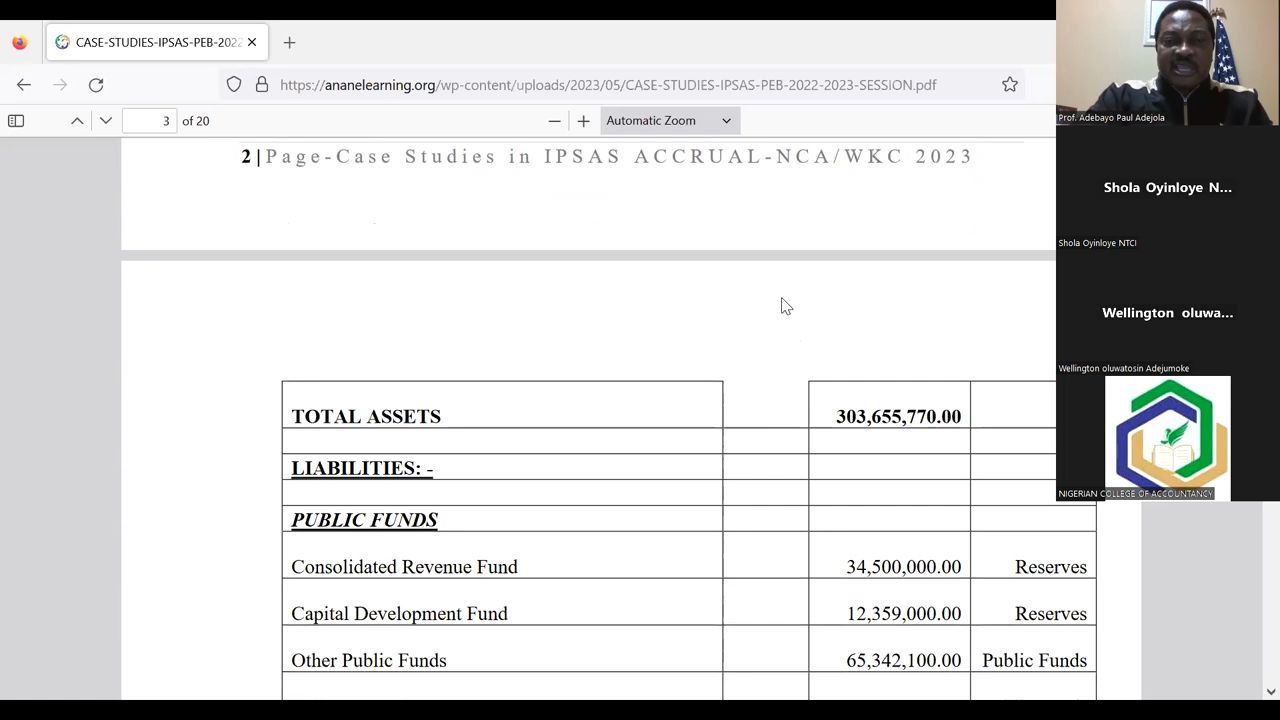 CASE-STUDIES-IPSAS-PEB-2022
https://ananelearning.org/wp-content/uploads/2023/05/CASE-STUDIES-IPSAS-PEB-2022-2023-SESSION.pdf
3 of 20
Automatic Zoom
2|Page-Case Studies in IPSAS ACCRUAL-NCA/WKC 2023
TOTAL ASSETS 303,655,770.00
LIABILITIES: -
PUBLIC FUNDS
Consolidated Revenue Fund 34,500,000.00 Reserves
Capital Development Fund 12,359,000.00 Reserves
Other Public Funds 65,342,100.00 Public Funds
Prof. Adebayo Paul Adejola
Shola Oyinloye N...
Shola Oyinloye NTCI
Wellington oluwa...
Wellington oluwatosin Adejumoke
NIGERIAN COLLEGE OF ACCOUNTANCY